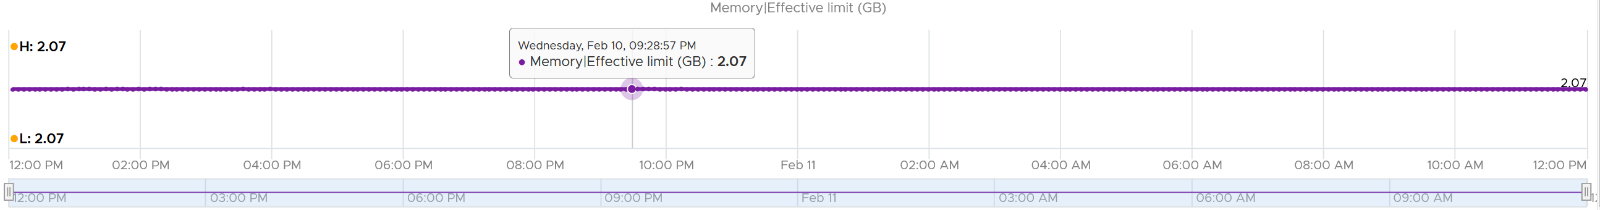 Memory|Effective limit (GB)
H: 2.07
Wednesday, Feb 10, 09:28:57 PM
Memory|Effective limit (GB) : 2.07
2.07
L: 2.07
12:00 PM 02:00 PM 04:00 PM 06:00 PM 08:00 PM 10:00 PM Feb 11 02:00 AM 04:00 AM 06:00 AM 08:00 AM 10:00 AM 12:00 PM
12:00 PM 03:00 PM 06:00 PM 09:00 PM Feb 11 03:00 AM 06:00 AM 09:00 AM